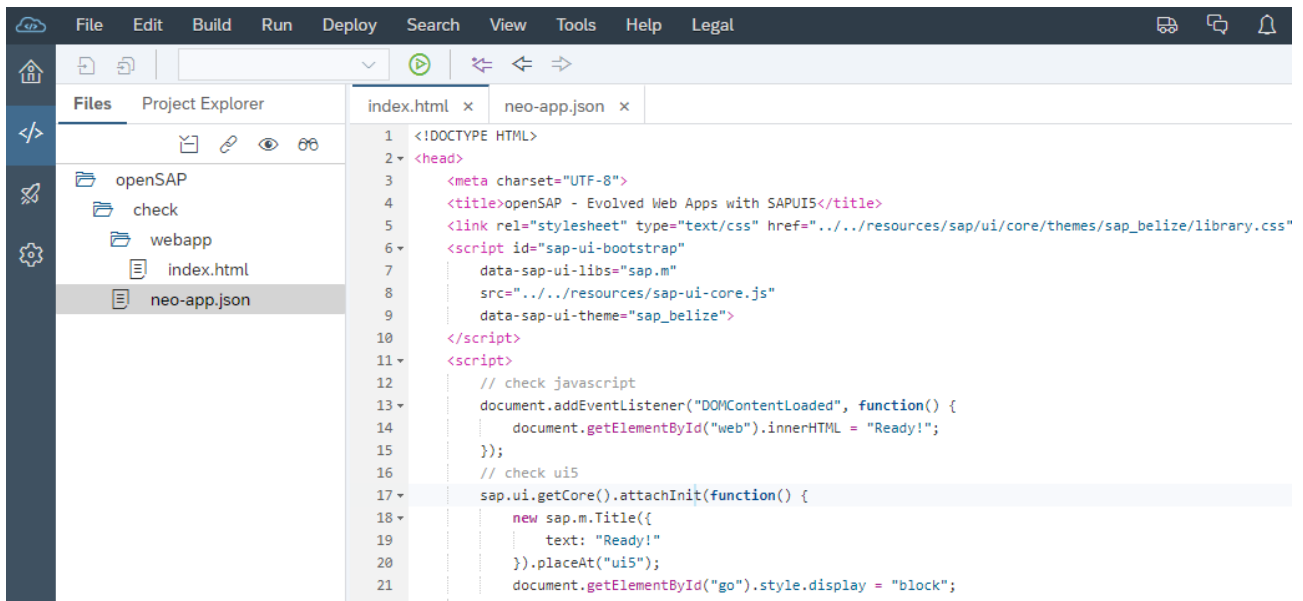 File Edit Build Run Deploy Search View Tools Help Legal
Files Project Explorer
openSAP
check
webapp
index.html
neo-app.json
index.html × neo-app.json ×
1 <!DOCTYPE HTML>
2 <head>
3 <meta charset="UTF-8">
4 <title>openSAP - Evolved Web Apps with SAPUI5</title>
5 <link rel="stylesheet" type="text/css" href="../../resources/sap/ui/core/themes/sap_belize/library.css"
6 <script id="sap-ui-bootstrap"
7 data-sap-ui-libs="sap.m"
8 src="../../resources/sap-ui-core.js"
9 data-sap-ui-theme="sap_belize">
10 </script>
11 <script>
12 // check javascript
13 document.addEventListener("DOMContentLoaded", function() {
14 document.getElementById("web").innerHTML = "Ready!";
15 });
16 // check ui5
17 sap.ui.getCore().attachInit(function() {
18 new sap.m.Title({
19 text: "Ready!"
20 }).placeAt("ui5");
21 document.getElementById("go").style.display = "block";